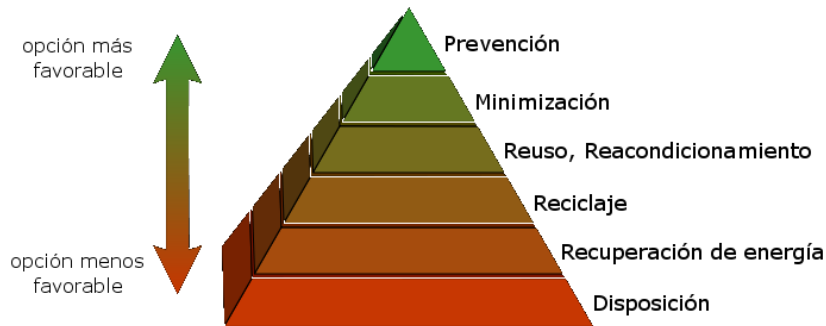 opción más
favorable
Prevención
Minimización
Reuso, Reacondicionamiento
Reciclaje
Recuperación de energía
opción menos
favorable
Disposición